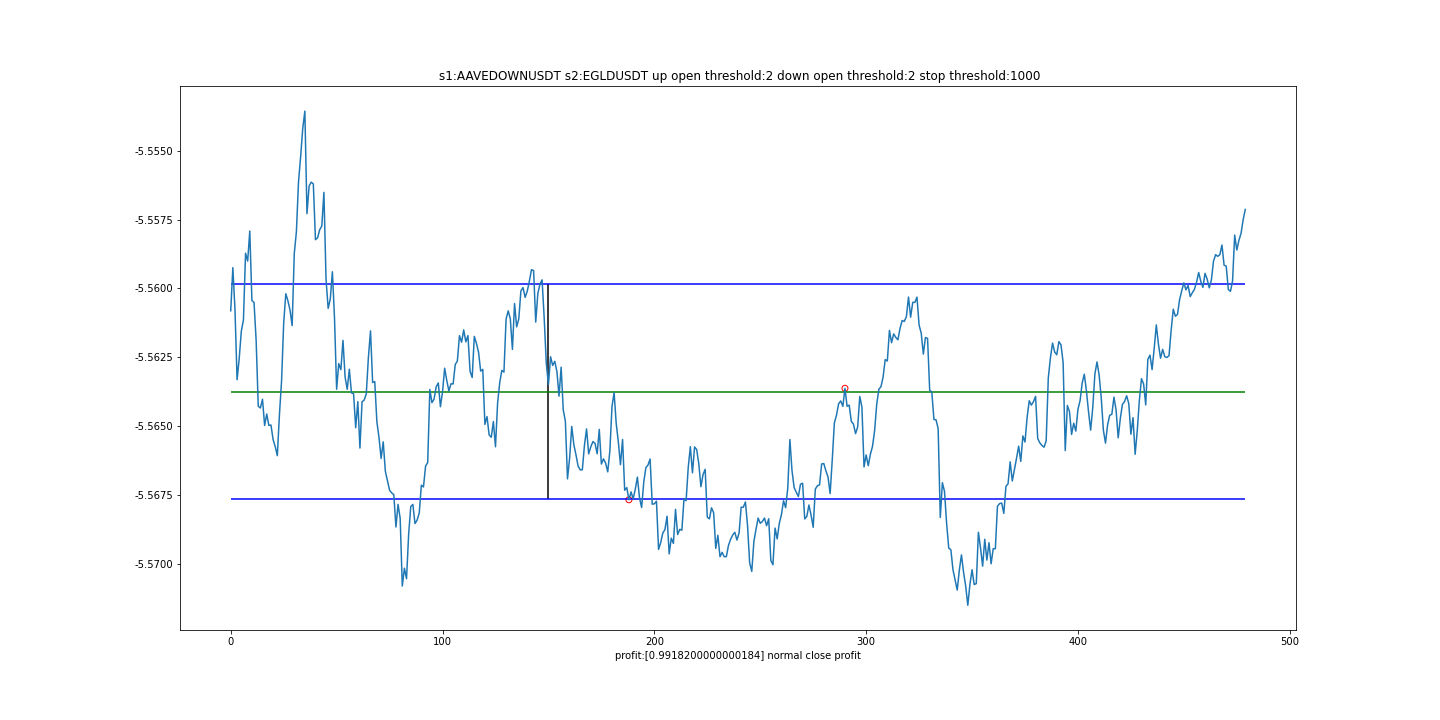 s1:AAVEDOWNUSDT s2:EGLDUSDT up open threshold:2 down open threshold:2 stop threshold:1000
-5.5550
-5.5575
-5.5600
-5.5625
-5.5650
-5.5675
-5.5700
0 100 200 300 400 500
profit:[0.9918200000000184] normal close profit